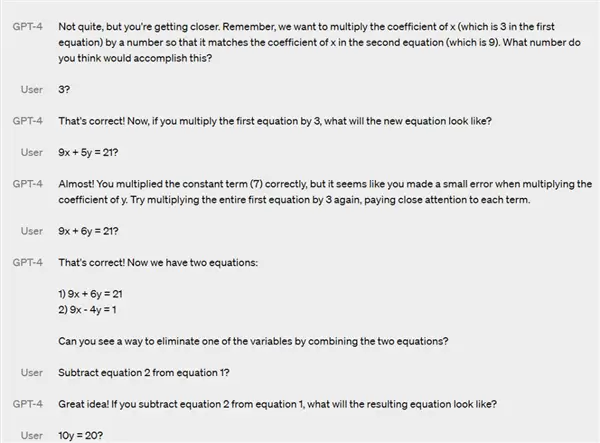 GPT-4 Not quite, but you're getting closer. Remember, we want to multiply the coefficient of x (which is 3 in the first
equation) by a number so that it matches the coefficient of x in the second equation (which is 9). What number do
you think would accomplish this?
User 3?
GPT-4 That's correct! Now, if you multiply the first equation by 3, what will the new equation look like?
User 9x + 5y = 21?
GPT-4 Almost! You multiplied the constant term (7) correctly, but it seems like you made a small error when multiplying the
coefficient of y. Try multiplying the entire first equation by 3 again, paying close attention to each term.
User 9x + 6y = 21?
GPT-4 That's correct! Now we have two equations:
1) 9x + 6y = 21
2) 9x - 4y = 1
Can you see a way to eliminate one of the variables by combining the two equations?
User Subtract equation 2 from equation 1?
GPT-4 Great idea! If you subtract equation 2 from equation 1, what will the resulting equation look like?
User 10y = 20?